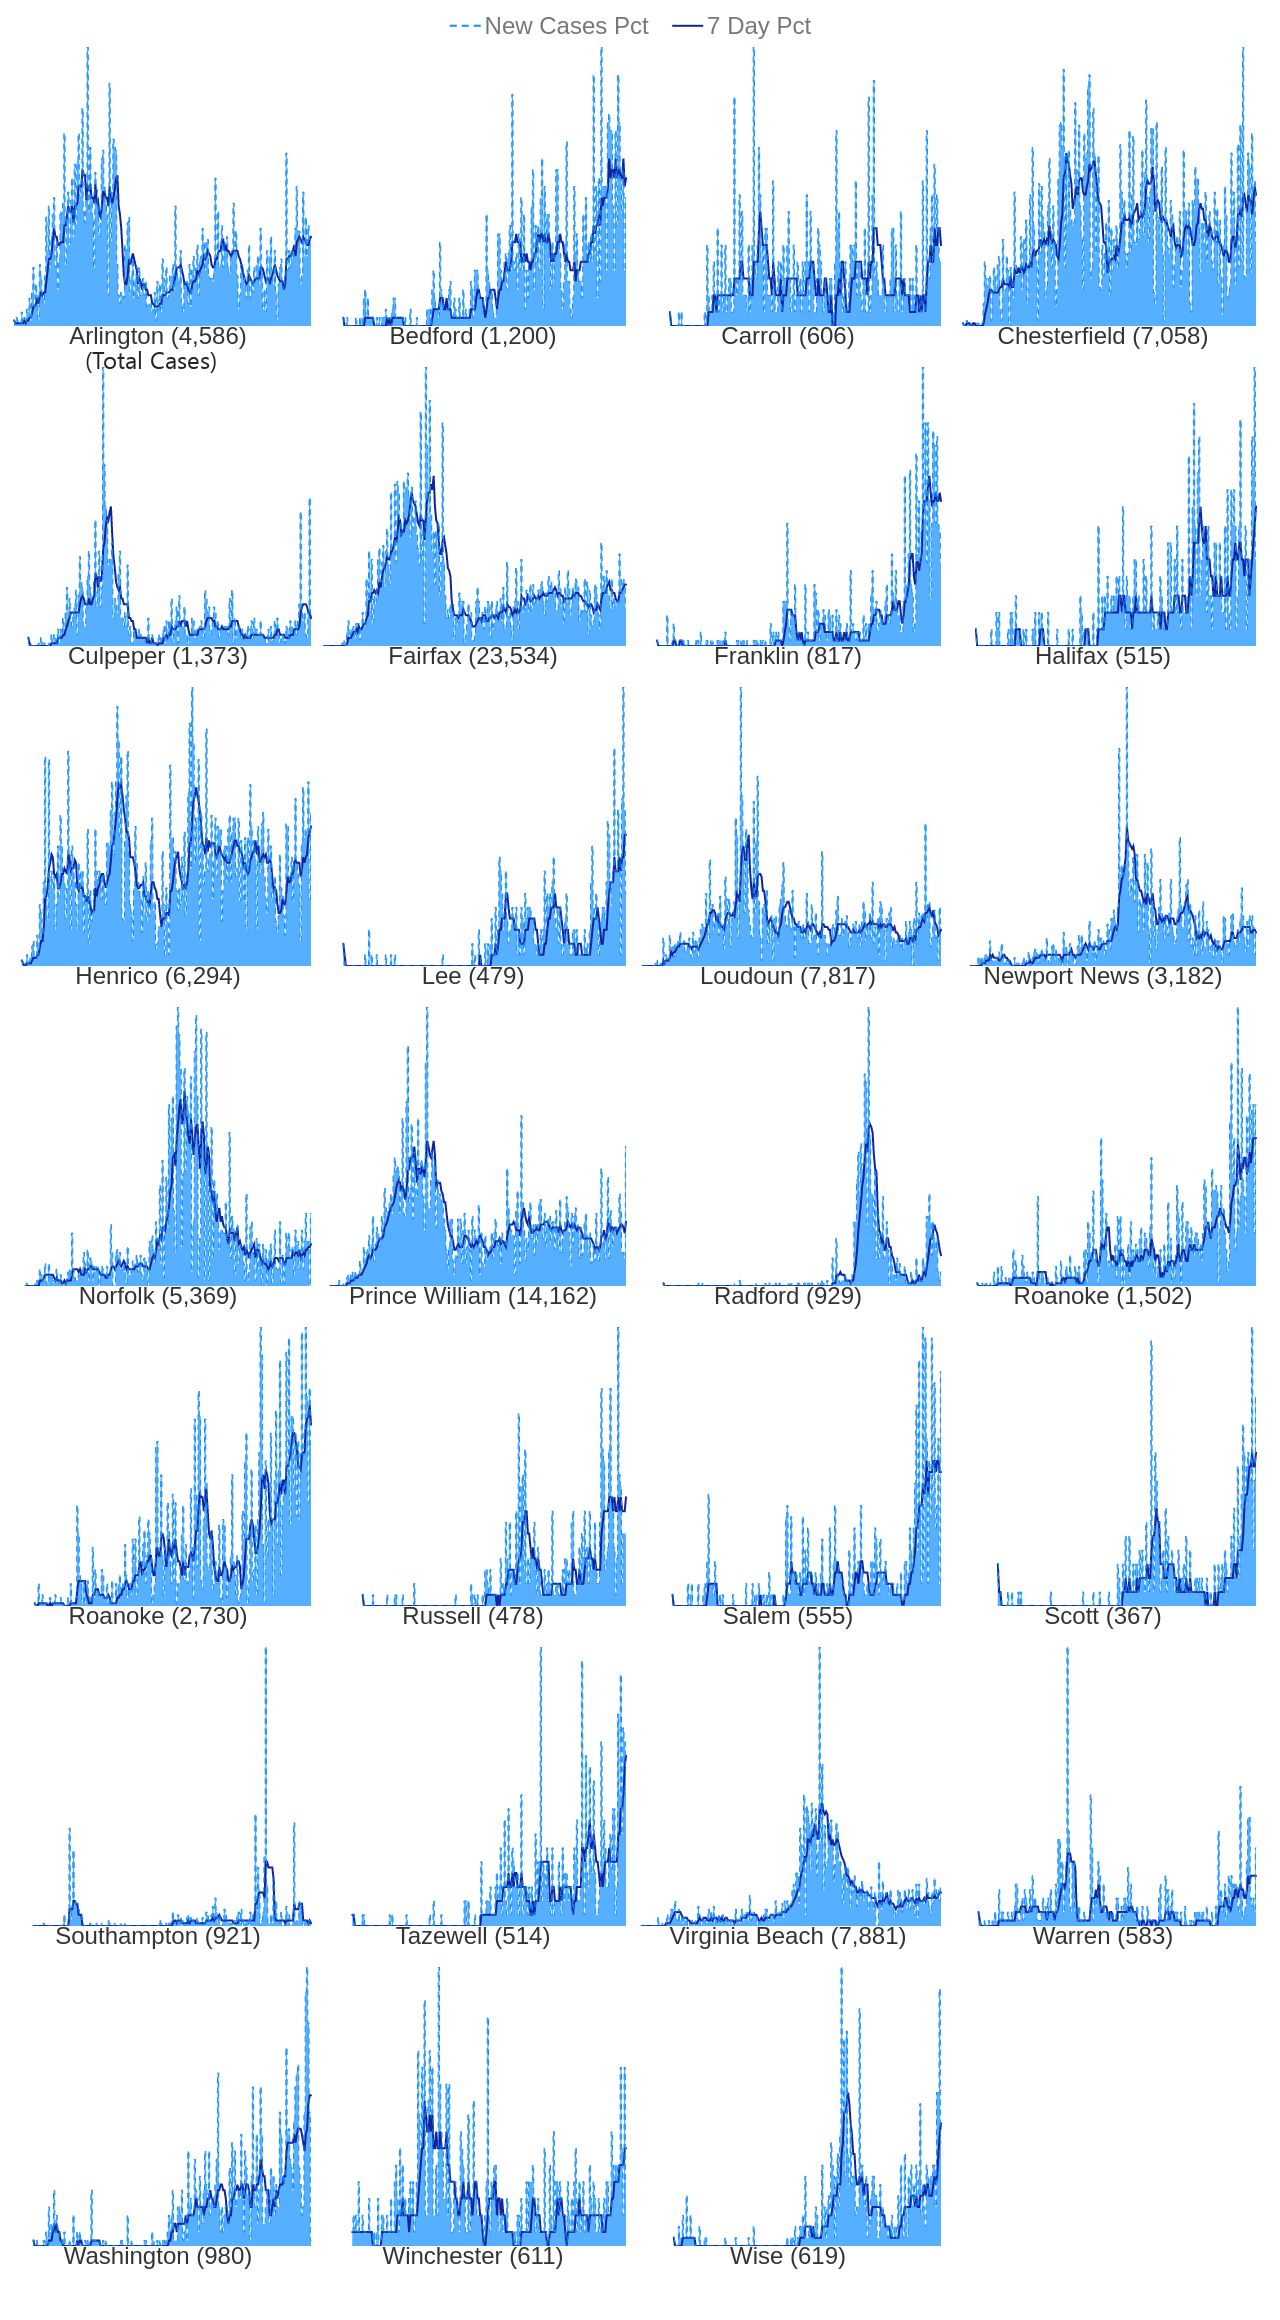 New Cases Pct 7 Day Pct
Arlington (4,586) Bedford (1,200) Carroll (606) Chesterfield (7,058)
(Total Cases)
Culpeper (1,373) Fairfax (23,534) Franklin (817) Halifax (515)
Henrico (6,294) Lee (479) Loudoun (7,817) Newport News (3,182)
Norfolk (5,369) Prince William (14,162) Radford (929) Roanoke (1,502)
Roanoke (2,730) Russell (478) Salem (555) Scott (367)
Southampton (921) Tazewell (514) Virginia Beach (7,881) Warren (583)
Washington (980) Winchester (611) Wise (619)